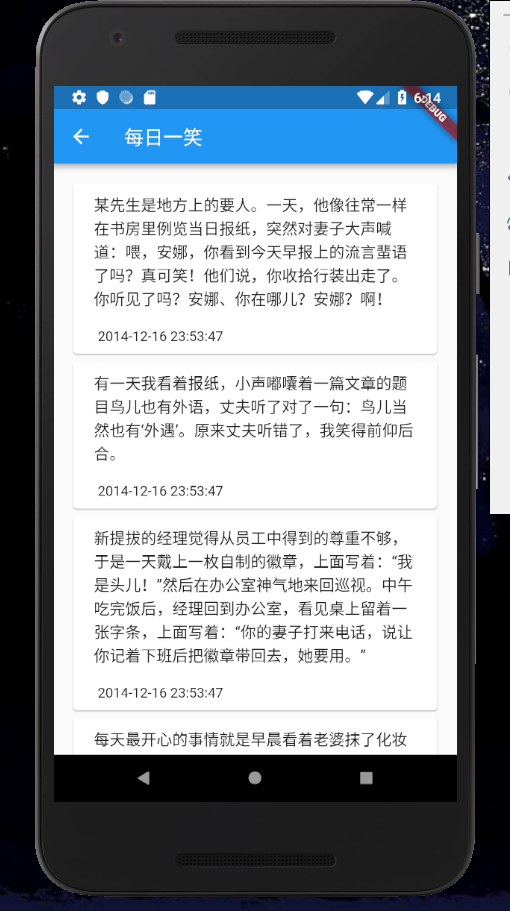 6:14
DEBUG
每日一笑
某先生是地方上的要人。一天，他像往常一样
在书房里例览当日报纸，突然对妻子大声喊
道：喂，安娜，你看到今天早报上的流言蜚语
了吗？真可笑！他们说，你收拾行装出走了。
你听见了吗？安娜、你在哪儿？安娜？啊！
2014-12-16 23:53:47
有一天我看着报纸，小声嘟囔着一篇文章的题
目鸟儿也有外语，丈夫听了对了一句：鸟儿当
然也有‘外遇’。原来丈夫听错了，我笑得前仰后
合。
2014-12-16 23:53:47
新提拔的经理觉得从员工中得到的尊重不够，
于是一天戴上一枚自制的徽章，上面写着：“我
是头儿！”然后在办公室神气地来回巡视。中午
吃完饭后，经理回到办公室，看见桌上留着一
张字条，上面写着：“你的妻子打来电话，说让
你记着下班后把徽章带回去，她要用。”
2014-12-16 23:53:47
每天最开心的事情就是早晨看着老婆抹了化妆